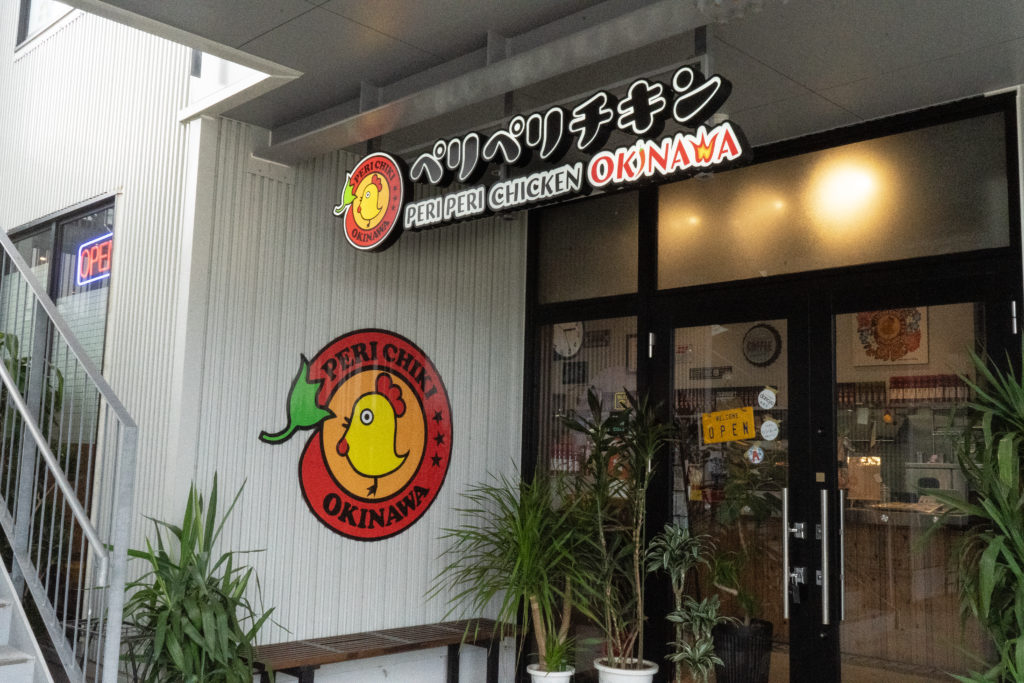 ペリペリチキン
PERI PERI CHICKEN OKINAWA
PERI CHIKI
OKINAWA
OPEN
PERI CHIKI
OKINAWA
COFFEE
WELCOME
OPEN